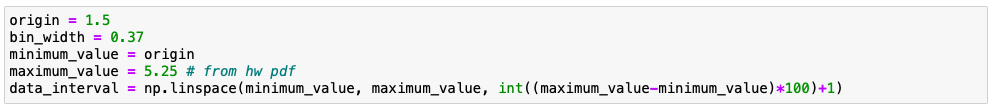 origin = 1.5
bin_width = 0.37
minimum_value = origin
maximum_value = 5.25 # from hw pdf
data_interval = np.linspace(minimum_value, maximum_value, int((maximum_value-minimum_value)*100)+1)